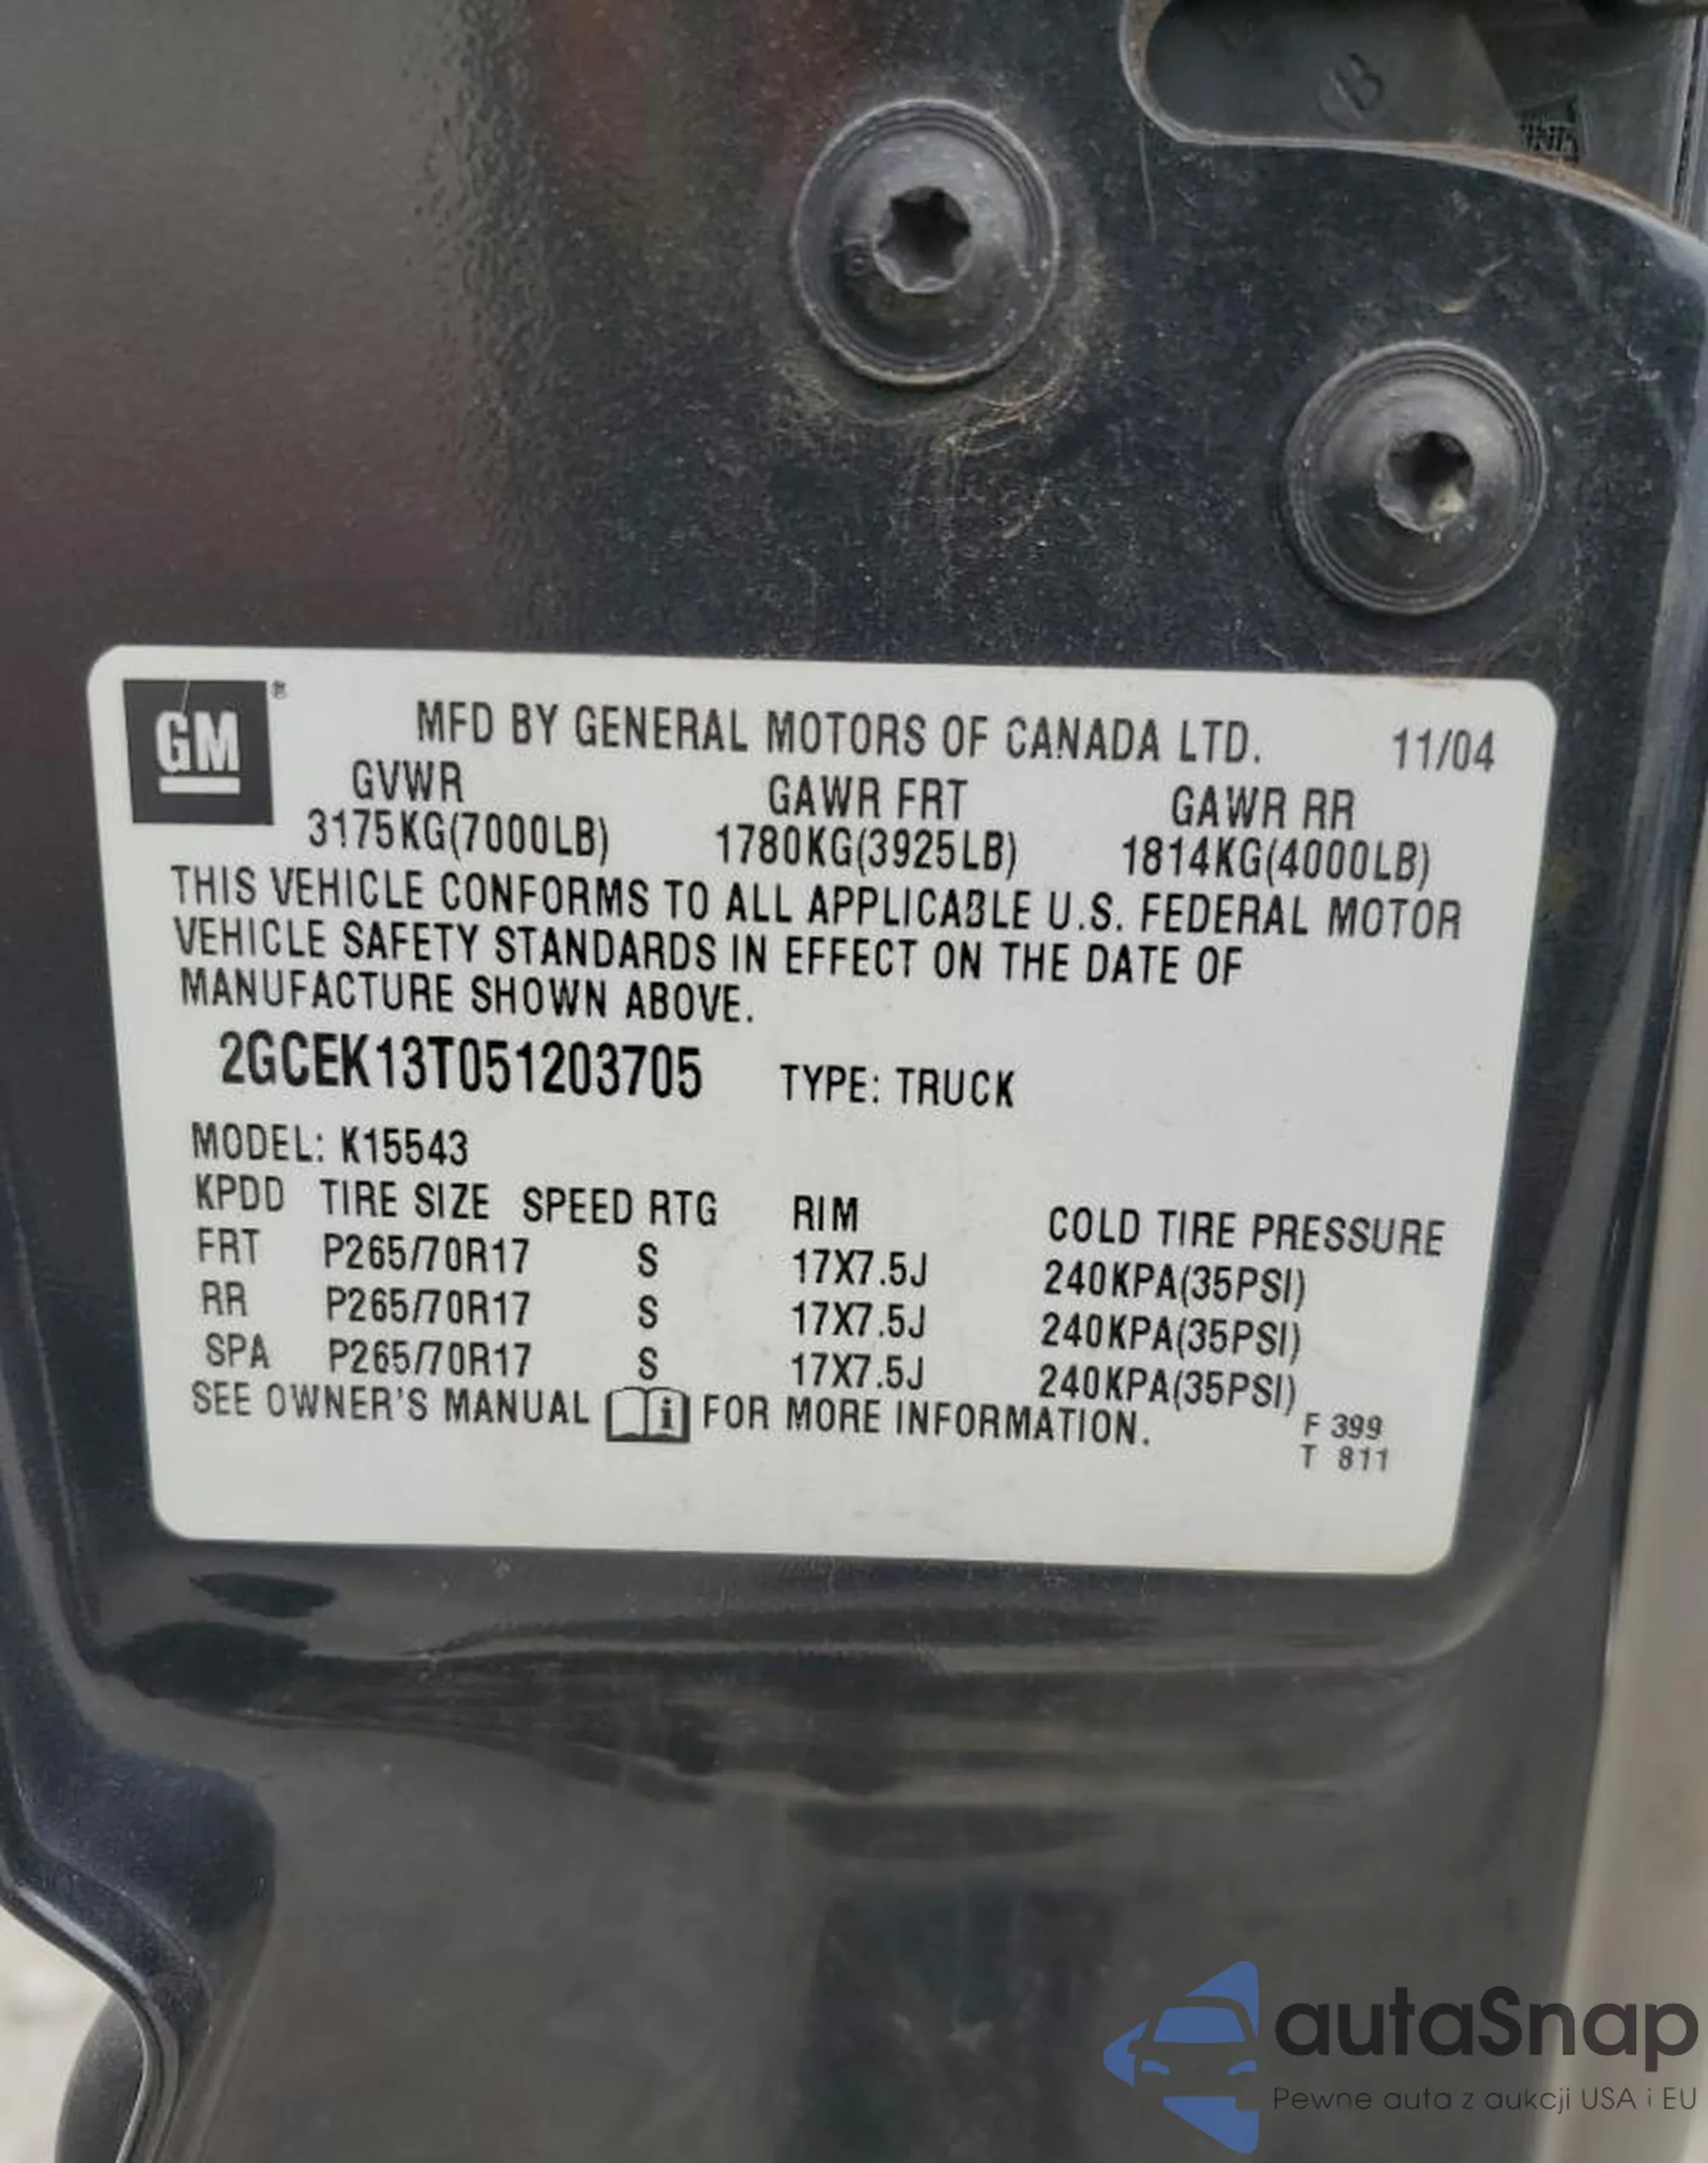 GM®
MFD BY GENERAL MOTORS OF CANADA LTD. 11/04
GVWR GAWR FRT GAWR RR
3175KG(7000LB) 1780KG(3925LB) 1814KG(4000LB)
THIS VEHICLE CONFORMS TO ALL APPLICABLE U.S. FEDERAL MOTOR
VEHICLE SAFETY STANDARDS IN EFFECT ON THE DATE OF
MANUFACTURE SHOWN ABOVE.
2GCEK13T051203705 TYPE: TRUCK
MODEL: K15543
KPDD TIRE SIZE SPEED RTG RIM COLD TIRE PRESSURE
FRT P265/70R17 S 17X7.5J 240KPA(35PSI)
RR P265/70R17 S 17X7.5J 240KPA(35PSI)
SPA P265/70R17 S 17X7.5J 240KPA(35PSI)
SEE OWNER'S MANUAL i FOR MORE INFORMATION.
F 399
T 811
autaSnap
Pewne auta z aukcji USA i EU